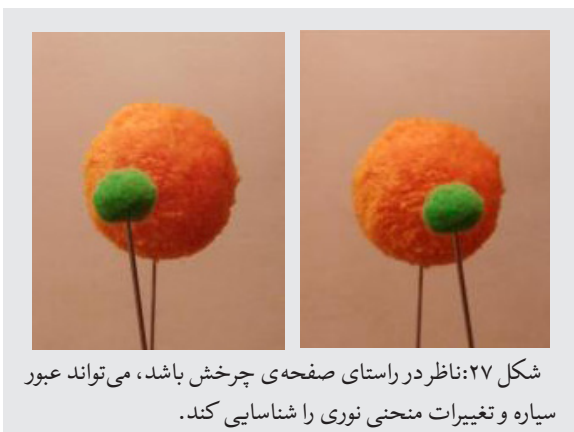 شکل ۲۷:ناظر در راستای صفحه‌ی چرخش باشد، می‌تواند عبور
سیاره و تغییرات منحنی نوری را شناسایی کند.